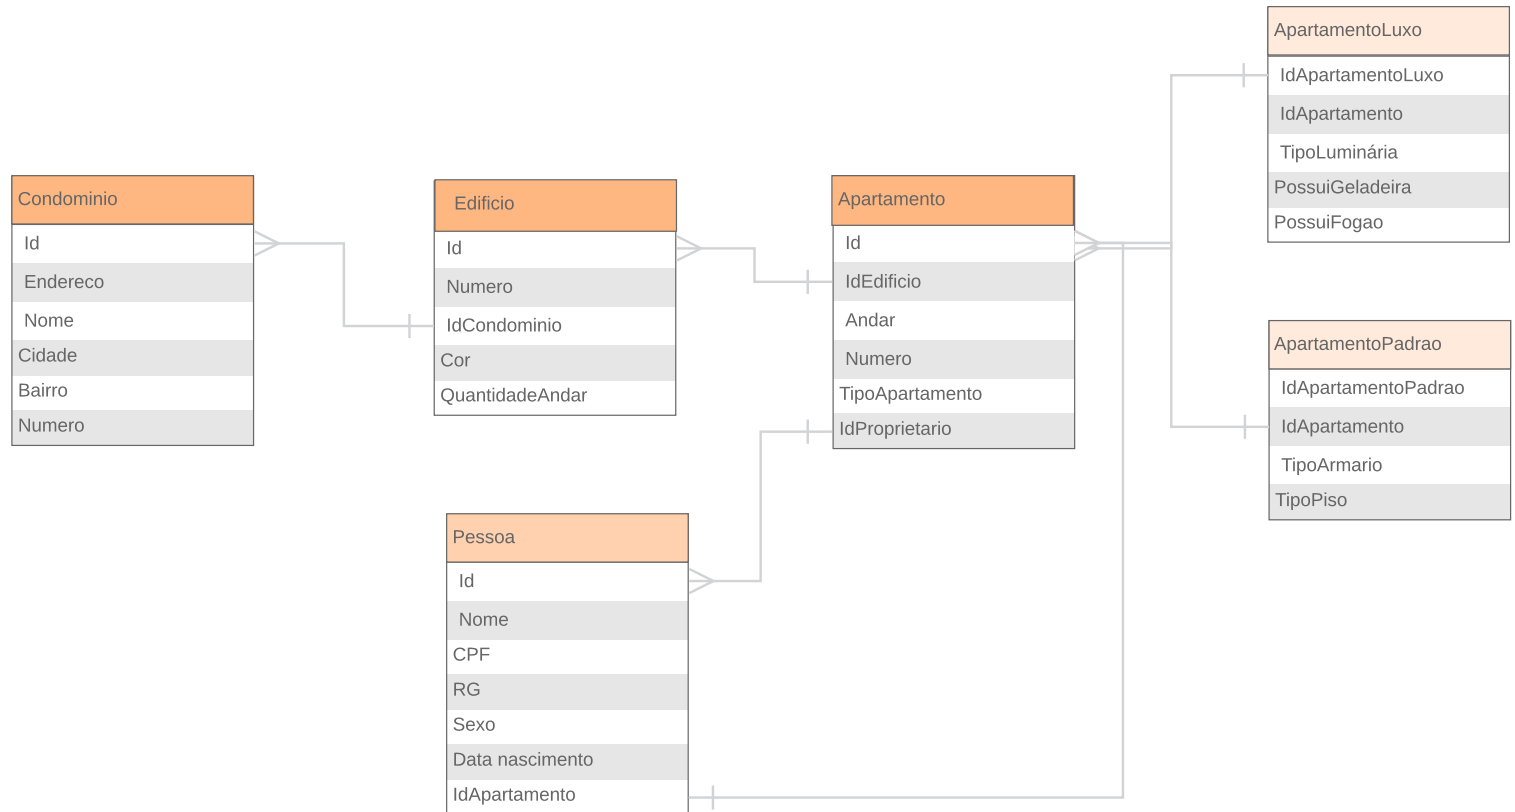 Condominio
Id
Endereco
Nome
Cidade
Bairro
Numero
Edificio
Id
Numero
IdCondominio
Cor
QuantidadeAndar
Apartamento
Id
IdEdificio
Andar
Numero
TipoApartamento
IdProprietario
Pessoa
Id
Nome
CPF
RG
Sexo
Data nascimento
IdApartamento
ApartamentoLuxo
IdApartamentoLuxo
IdApartamento
TipoLuminária
PossuiGeladeira
PossuiFogao
ApartamentoPadrao
IdApartamentoPadrao
IdApartamento
TipoArmario
TipoPiso